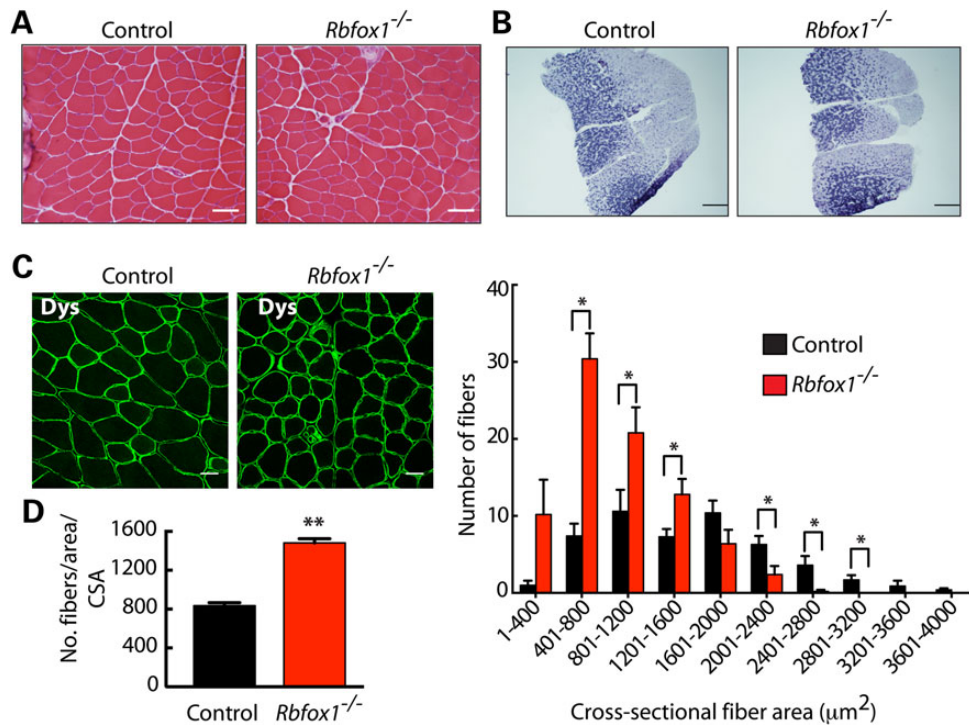 A
Control
Rbfox1-/-
B
Control
Rbfox1-/-
C
Control
Rbfox1-/-
Dys
Dys
40
30
20
10
0
Number of fibers
*
*
*
*
*
*
Control
Rbfox1-/-
1-400
401-800
801-1200
1201-1600
1601-2000
2001-2400
2401-2800
2801-3200
3201-3600
3601-4000
Cross-sectional fiber area (μm2)
D
No. fibers/area/
CSA
1600
1200
800
400
0
**
Control
Rbfox1-/-